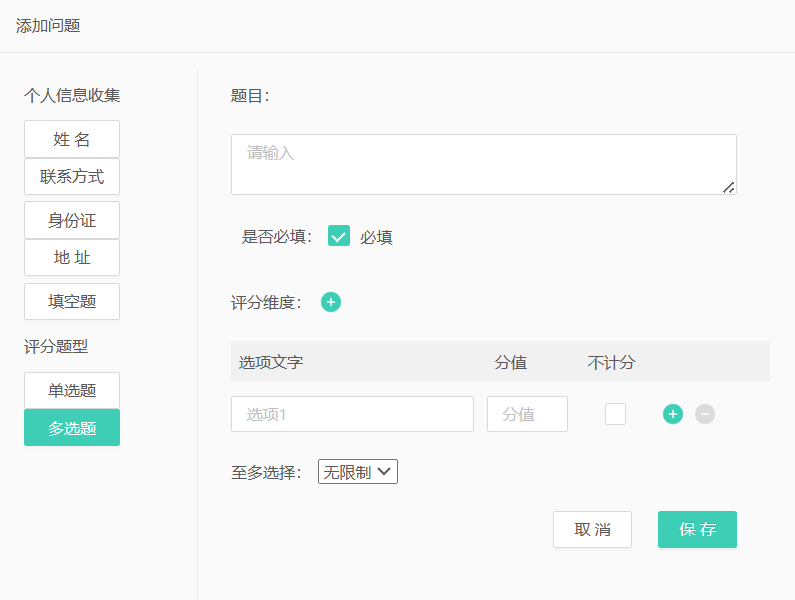 添加问题
个人信息收集
姓 名
联系方式
身份证
地 址
填空题
评分题型
单选题
多选题
题目：
请输入
是否必填： 必填
评分维度：
选项文字 分值 不计分
选项1 分值
至多选择： 无限制
取 消 保 存